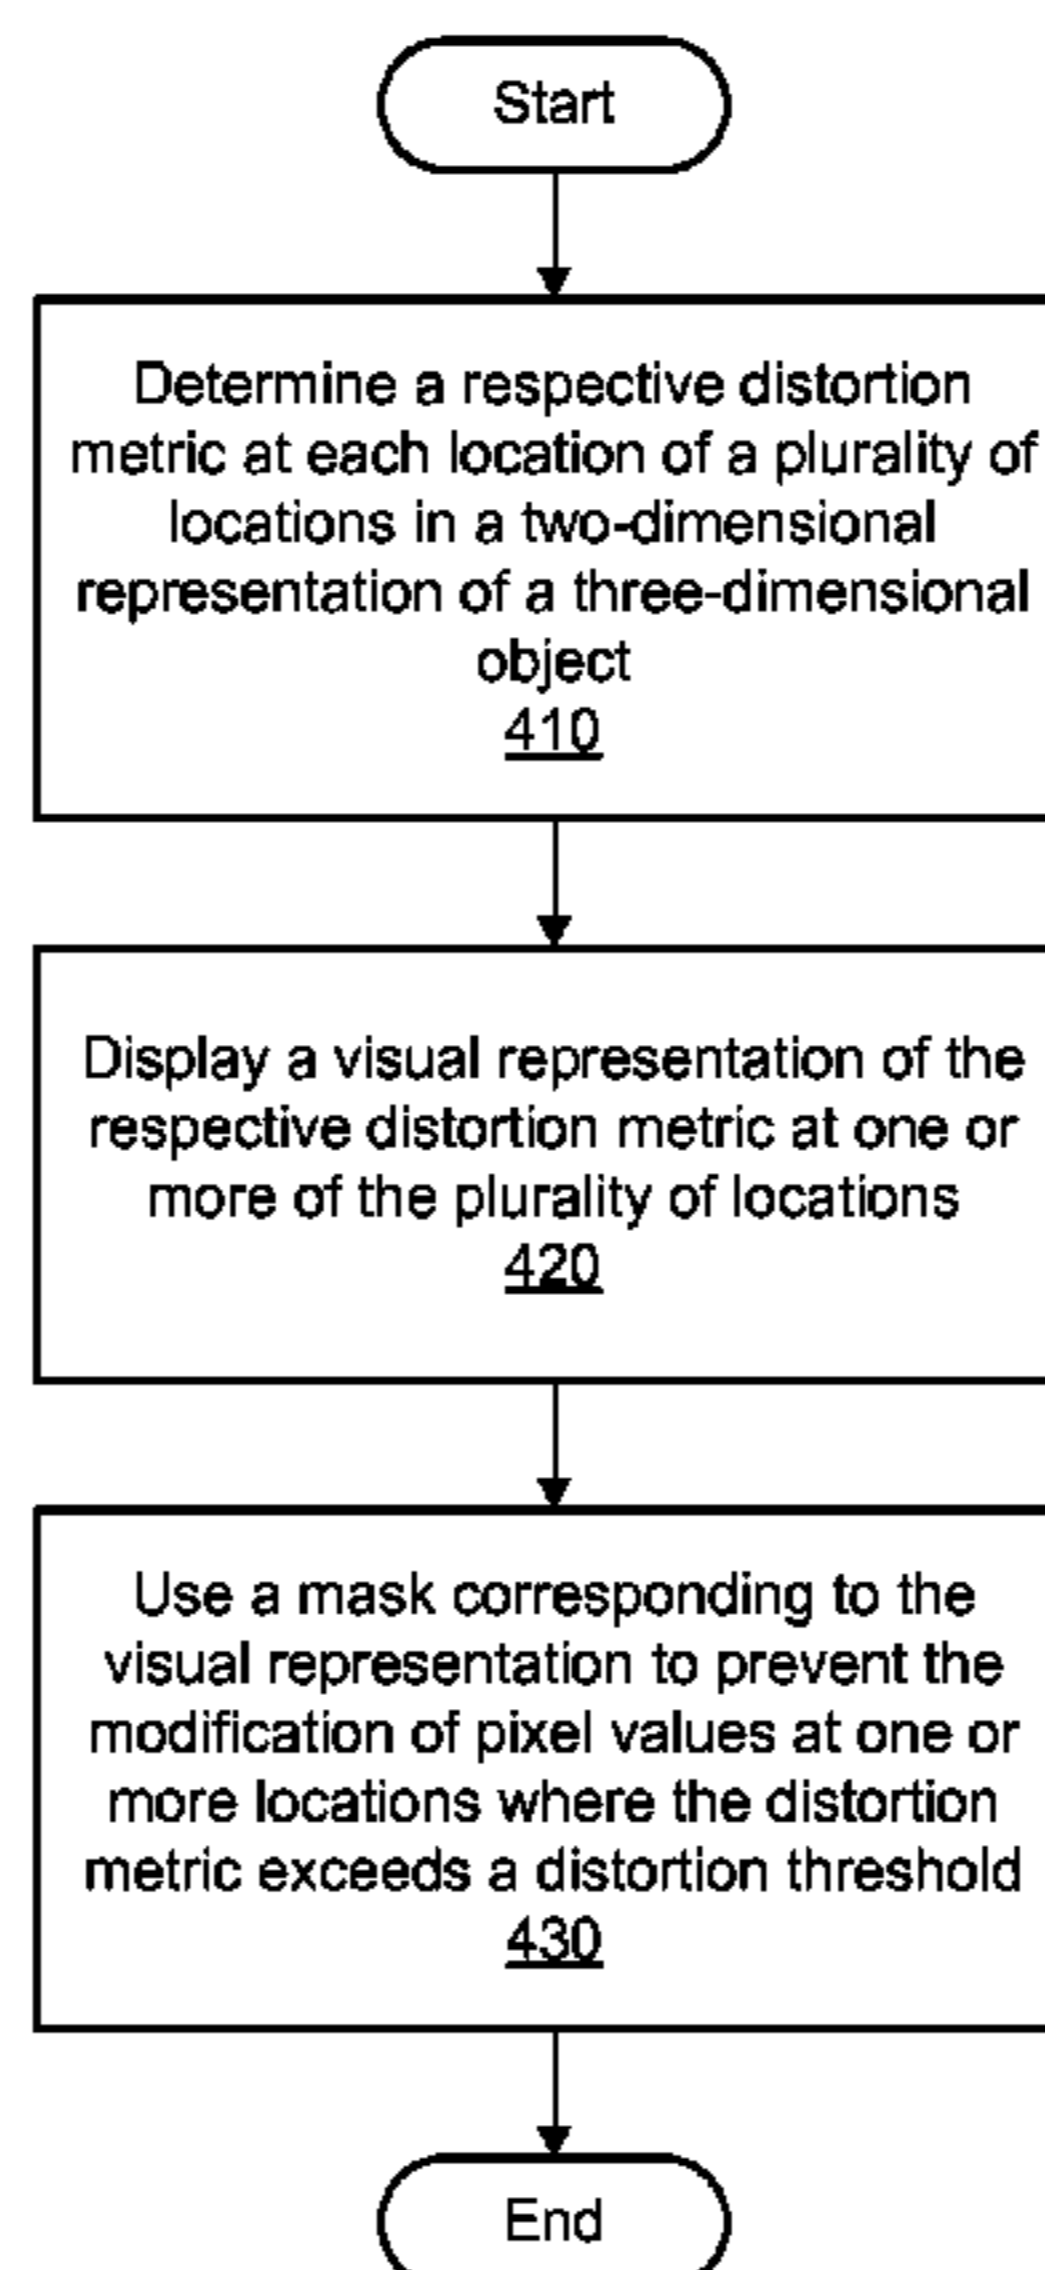 Start
Determine a respective distortion
metric at each location of a plurality of
locations in a two-dimensional
representation of a three-dimensional
object
410
Display a visual representation of the
respective distortion metric at one or
more of the plurality of locations
420
Use a mask corresponding to the
visual representation to prevent the
modification of pixel values at one or
more locations where the distortion
metric exceeds a distortion threshold
430
End